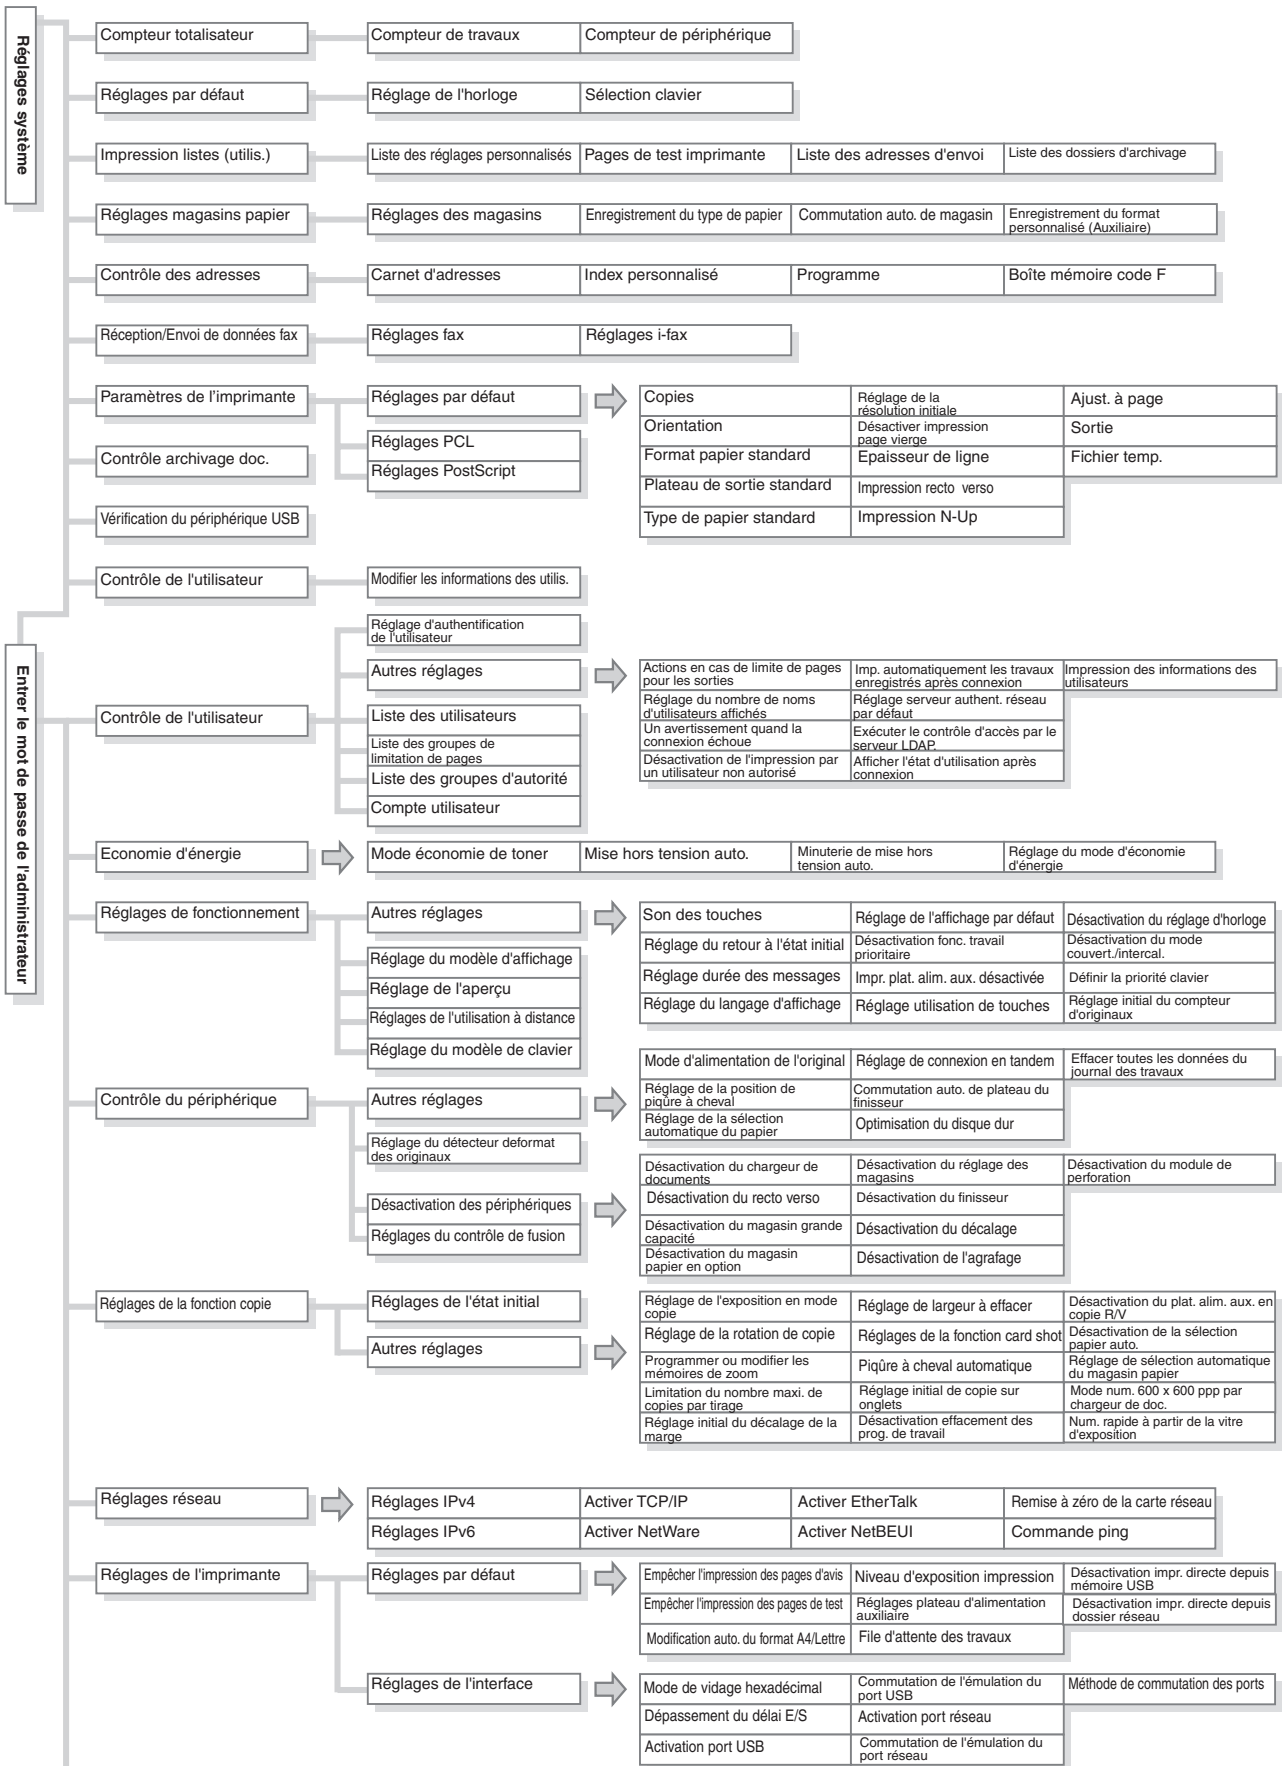 Réglages système
Compteur totalisateur
Compteur de travaux
Compteur de périphérique
Réglages par défaut
Réglage de l'horloge
Sélection clavier
Impression listes (utilis.)
Liste des réglages personnalisés
Pages de test imprimante
Liste des adresses d'envoi
Liste des dossiers d'archivage
Réglages magasins papier
Réglages des magasins
Enregistrement du type de papier
Commutation auto. de magasin
Enregistrement du format
personnalisé (Auxiliaire)
Contrôle des adresses
Carnet d'adresses
Index personnalisé
Programme
Boîte mémoire code F
Réception/Envoi de données fax
Réglages fax
Réglages i-fax
Paramètres de l'imprimante
Réglages par défaut
Réglages PCL
Réglages PostScript
Copies
Réglage de la
résolution initiale
Ajust. à page
Orientation
Désactiver impression
page vierge
Sortie
Format papier standard
Epaisseur de ligne
Fichier temp.
Plateau de sortie standard
Impression recto verso
Type de papier standard
Impression N-Up
Contrôle archivage doc.
Vérification du périphérique USB
Contrôle de l'utilisateur
Modifier les informations des utilis.
Entrer le mot de passe de l'administrateur
Contrôle de l'utilisateur
Réglage d'authentification
de l'utilisateur
Autres réglages
Liste des utilisateurs
Liste des groupes de
limitation de pages
Liste des groupes d'autorité
Compte utilisateur
Actions en cas de limite de pages
pour les sorties
Imp. automatiquement les travaux
enregistrés après connexion
Impression des informations des
utilisateurs
Réglage du nombre de noms
d'utilisateurs affichés
Réglage serveur authent. réseau
par défaut
Un avertissement quand la
connexion échoue
Exécuter le contrôle d'accès par le
serveur LDAP.
Désactivation de l'impression par
un utilisateur non autorisé
Afficher l'état d'utilisation après
connexion
Economie d'énergie
Mode économie de toner
Mise hors tension auto.
Minuterie de mise hors
tension auto.
Réglage du mode d'économie
d'énergie
Réglages de fonctionnement
Autres réglages
Réglage du modèle d'affichage
Réglage de l'aperçu
Réglages de l'utilisation à distance
Réglage du modèle de clavier
Son des touches
Réglage de l'affichage par défaut
Désactivation du réglage d'horloge
Réglage du retour à l'état initial
Désactivation fonc. travail
prioritaire
Désactivation du mode
couvert./intercal.
Réglage durée des messages
Impr. plat. alim. aux. désactivée
Définir la priorité clavier
Réglage du langage d'affichage
Réglage utilisation de touches
Réglage initial du compteur
d'originaux
Contrôle du périphérique
Autres réglages
Réglage du détecteur deformat
des originaux
Désactivation des périphériques
Réglages du contrôle de fusion
Mode d'alimentation de l'original
Réglage de connexion en tandem
Effacer toutes les données du
journal des travaux
Réglage de la position de
piqûre à cheval
Commutation auto. de plateau du
finisseur
Réglage de la sélection
automatique du papier
Optimisation du disque dur
Désactivation du chargeur de
documents
Désactivation du réglage des
magasins
Désactivation du module de
perforation
Désactivation du recto verso
Désactivation du finisseur
Désactivation du magasin grande
capacité
Désactivation du décalage
Désactivation du magasin
papier en option
Désactivation de l'agrafage
Réglages de la fonction copie
Réglages de l'état initial
Autres réglages
Réglage de l'exposition en mode
copie
Réglage de largeur à effacer
Désactivation du plat. alim. aux. en
copie R/V
Réglage de la rotation de copie
Réglages de la fonction card shot
Désactivation de la sélection
papier auto.
Programmer ou modifier les
mémoires de zoom
Piqûre à cheval automatique
Réglage de sélection automatique
du magasin papier
Limitation du nombre maxi. de
copies par tirage
Réglage initial de copie sur
onglets
Mode num. 600 x 600 ppp par
chargeur de doc.
Réglage initial du décalage de la
marge
Désactivation effacement des
prog. de travail
Num. rapide à partir de la vitre
d'exposition
Réglages réseau
Réglages IPv4
Activer TCP/IP
Activer EtherTalk
Remise à zéro de la carte réseau
Réglages IPv6
Activer NetWare
Activer NetBEUI
Commande ping
Réglages de l'imprimante
Réglages par défaut
Empêcher l'impression des pages d'avis
Niveau d'exposition impression
Désactivation impr. directe depuis
mémoire USB
Empêcher l'impression des pages de test
Réglages plateau d'alimentation
auxiliaire
Désactivation impr. directe depuis
dossier réseau
Modification auto. du format A4/Lettre
File d'attente des travaux
Réglages de l'interface
Mode de vidage hexadécimal
Commutation de l'émulation du
port USB
Méthode de commutation des ports
Dépassement du délai E/S
Activation port réseau
Activation port USB
Commutation de l'émulation du
port réseau